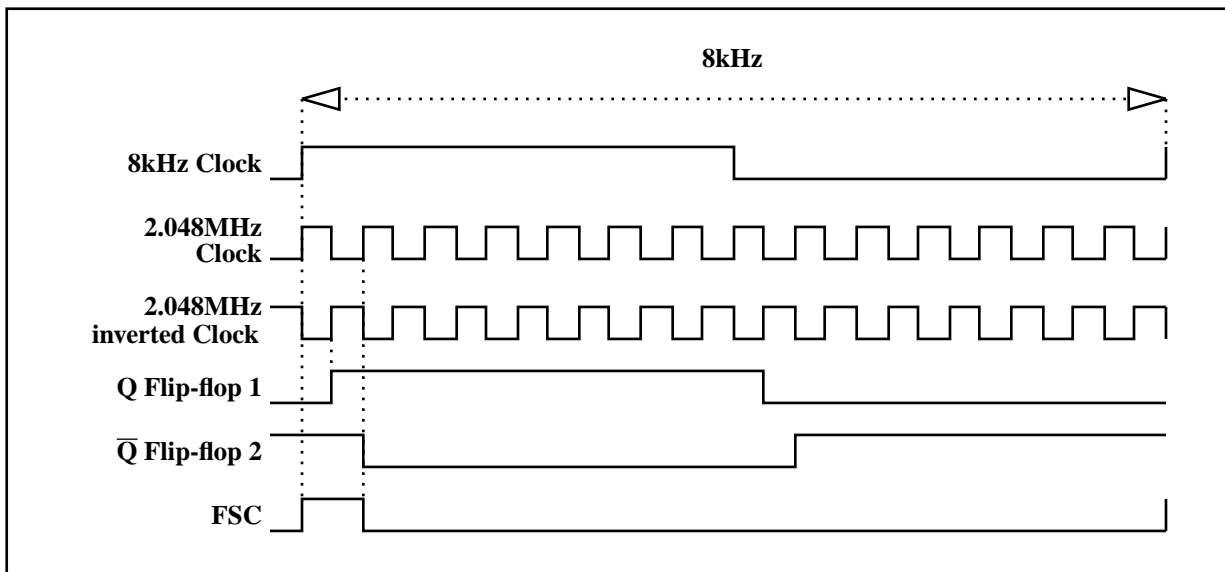 8kHz
8kHz Clock
2.048MHz
Clock
2.048MHz
inverted Clock
Q Flip-flop 1
Q̅ Flip-flop 2
FSC